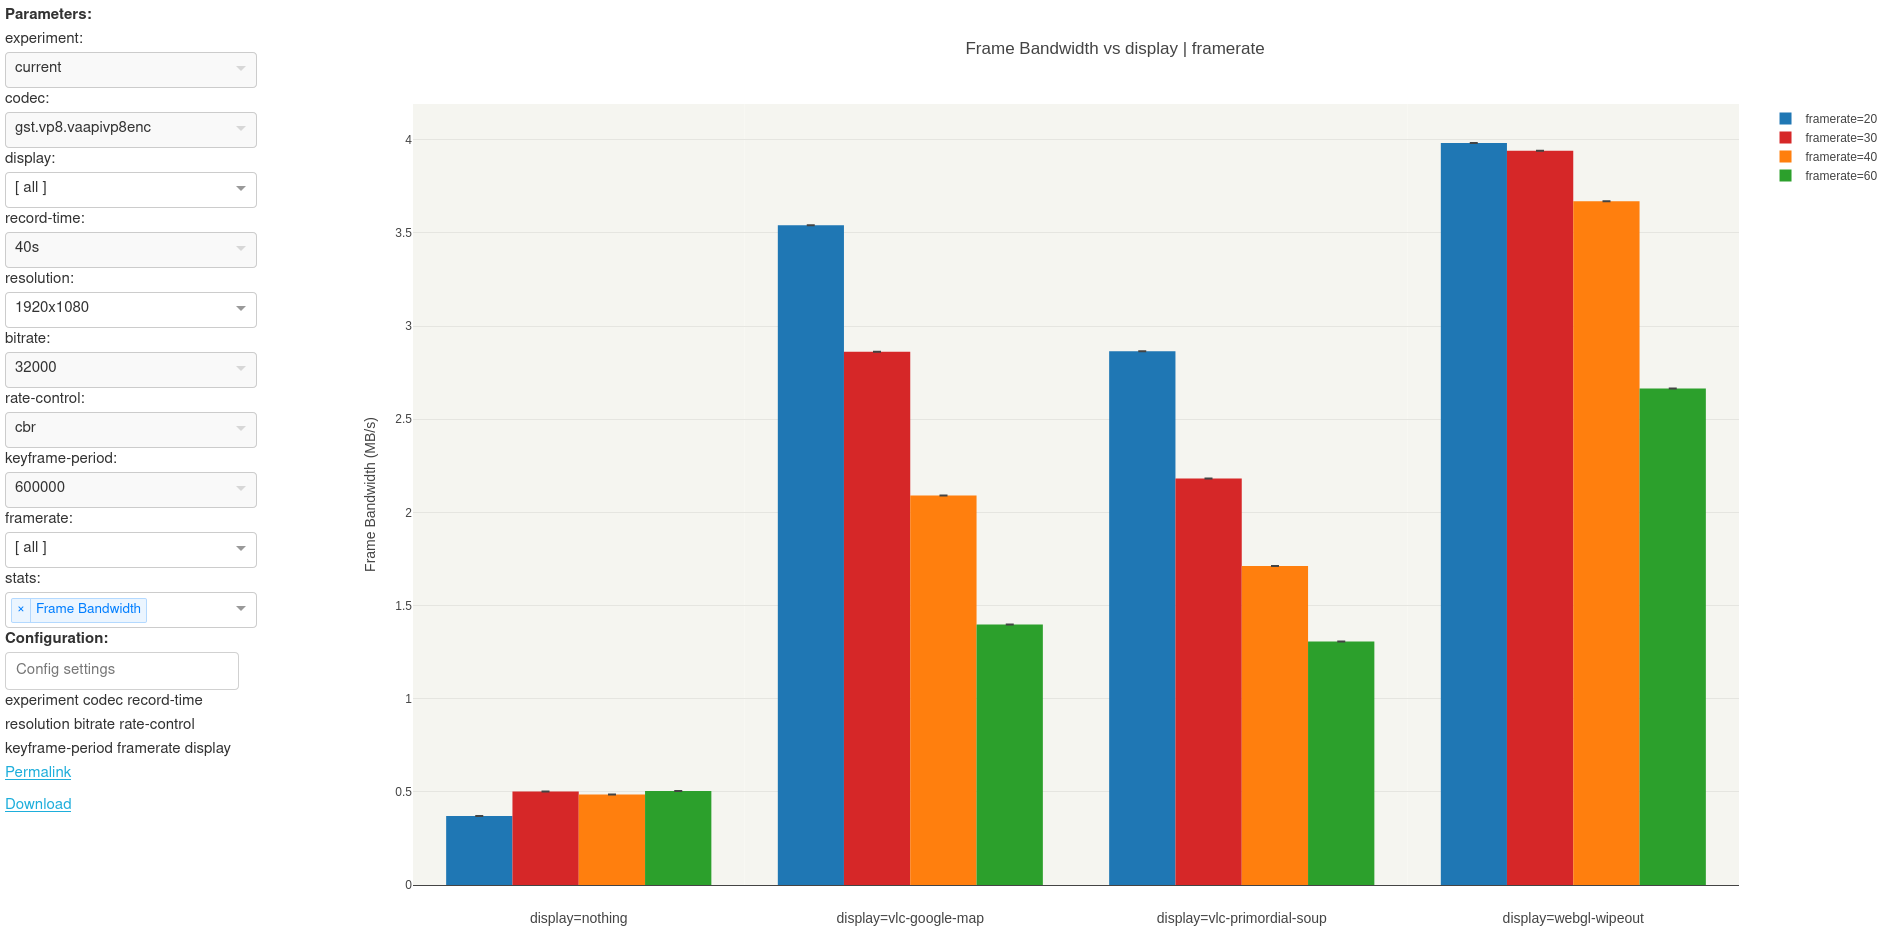 Parameters:
experiment:
current
codec:
gst.vp8.vaapivp8enc
display:
[ all ]
record-time:
40s
resolution:
1920x1080
bitrate:
32000
rate-control:
cbr
keyframe-period:
600000
framerate:
[ all ]
stats:
× Frame Bandwidth
Configuration:
Config settings
experiment codec record-time
resolution bitrate rate-control
keyframe-period framerate display
Permalink
Download
Frame Bandwidth vs display | framerate
Frame Bandwidth (MB/s)
4
3.5
3
2.5
2
1.5
1
0.5
0
display=nothing
display=vlc-google-map
display=vlc-primordial-soup
display=webgl-wipeout
framerate=20
framerate=30
framerate=40
framerate=60